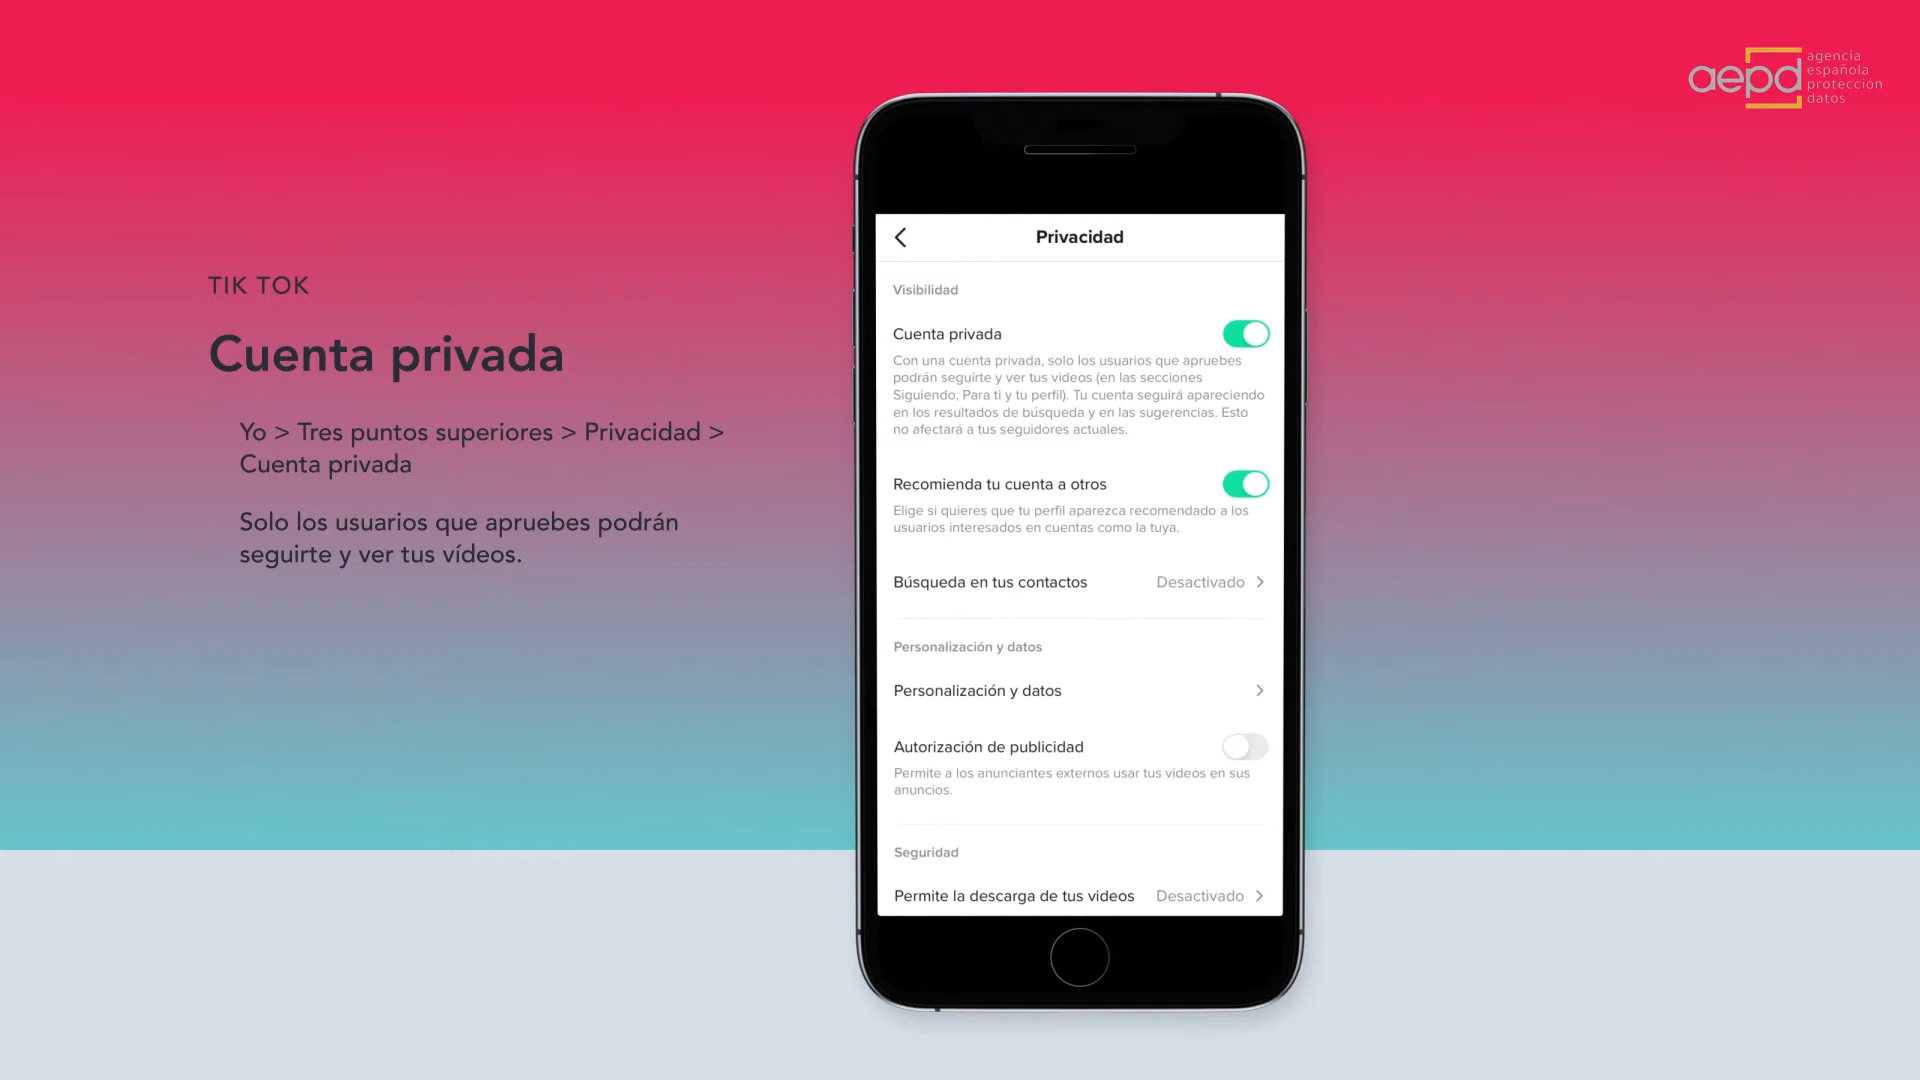 aepd
agencia
española
protección
datos
TIK TOK
Cuenta privada
Yo > Tres puntos superiores > Privacidad >
Cuenta privada
Solo los usuarios que apruebes podrán
seguirte y ver tus vídeos.
Privacidad
Visibilidad
Cuenta privada
Con una cuenta privada, solo los usuarios que apruebes
podrán seguirte y ver tus videos (en las secciones
Siguiendo, Para ti y tu perfil). Tu cuenta seguirá apareciendo
en los resultados de búsqueda y en las sugerencias. Esto
no afectará a tus seguidores actuales.
Recomienda tu cuenta a otros
Elige si quieres que tu perfil aparezca recomendado a los
usuarios interesados en cuentas como la tuya.
Búsqueda en tus contactos Desactivado >
Personalización y datos
Personalización y datos >
Autorización de publicidad
Permite a los anunciantes externos usar tus videos en sus
anuncios.
Seguridad
Permite la descarga de tus videos Desactivado >